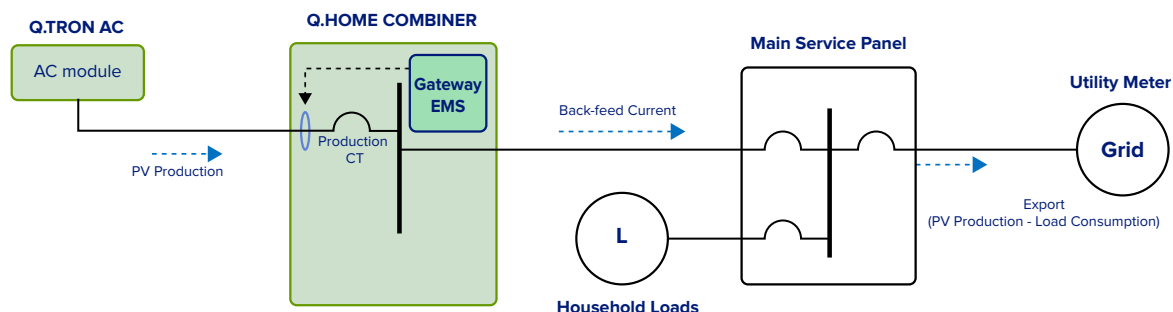 Q.TRON AC
AC module
PV Production
Q.HOME COMBINER
Gateway
EMS
Production
CT
Back-feed Current
L
Household Loads
Main Service Panel
Utility Meter
Grid
Export
(PV Production - Load Consumption)